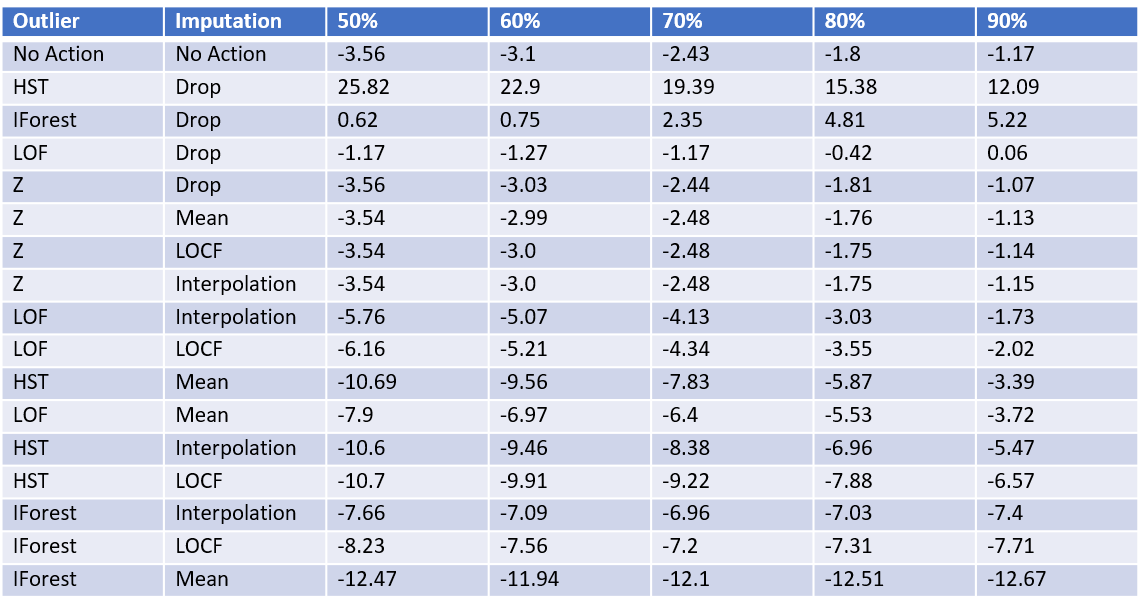 Outlier Imputation 50% 60% 70% 80% 90%
No Action No Action -3.56 -3.1 -2.43 -1.8 -1.17
HST Drop 25.82 22.9 19.39 15.38 12.09
IForest Drop 0.62 0.75 2.35 4.81 5.22
LOF Drop -1.17 -1.27 -1.17 -0.42 0.06
Z Drop -3.56 -3.03 -2.44 -1.81 -1.07
Z Mean -3.54 -2.99 -2.48 -1.76 -1.13
Z LOCF -3.54 -3.0 -2.48 -1.75 -1.14
Z Interpolation -3.54 -3.0 -2.48 -1.75 -1.15
LOF Interpolation -5.76 -5.07 -4.13 -3.03 -1.73
LOF LOCF -6.16 -5.21 -4.34 -3.55 -2.02
HST Mean -10.69 -9.56 -7.83 -5.87 -3.39
LOF Mean -7.9 -6.97 -6.4 -5.53 -3.72
HST Interpolation -10.6 -9.46 -8.38 -6.96 -5.47
HST LOCF -10.7 -9.91 -9.22 -7.88 -6.57
IForest Interpolation -7.66 -7.09 -6.96 -7.03 -7.4
IForest LOCF -8.23 -7.56 -7.2 -7.31 -7.71
IForest Mean -12.47 -11.94 -12.1 -12.51 -12.67